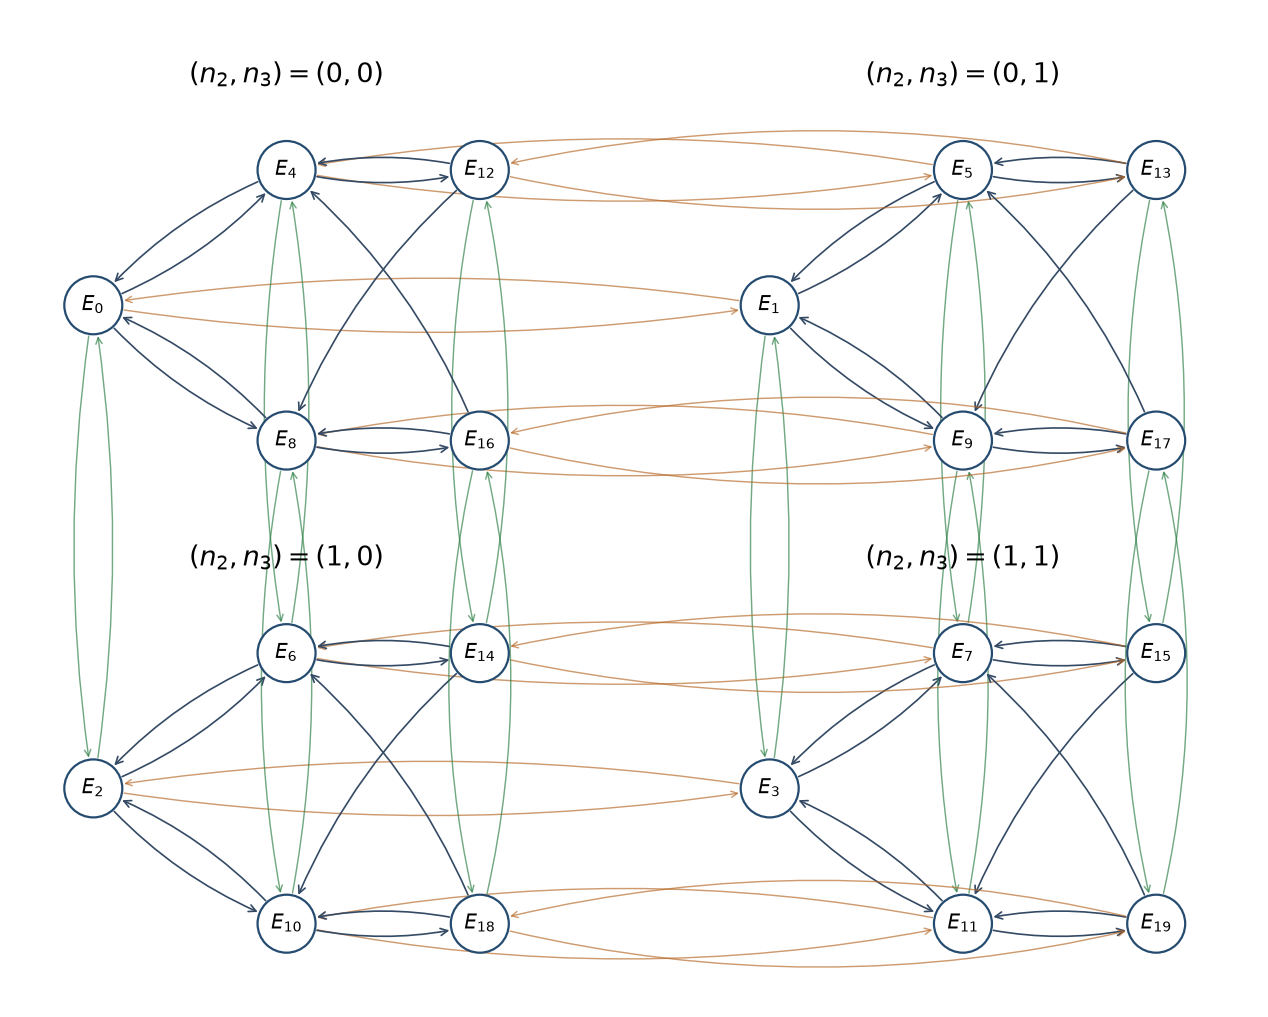 (n₂, n₃) = (0, 0) (n₂, n₃) = (0, 1)
E₄ E₁₂ E₅ E₁₃
E₀ E₁
E₈ E₁₆ E₉ E₁₇
(n₂, n₃) = (1, 0) (n₂, n₃) = (1, 1)
E₆ E₁₄ E₇ E₁₅
E₂ E₃
E₁₀ E₁₈ E₁₁ E₁₉